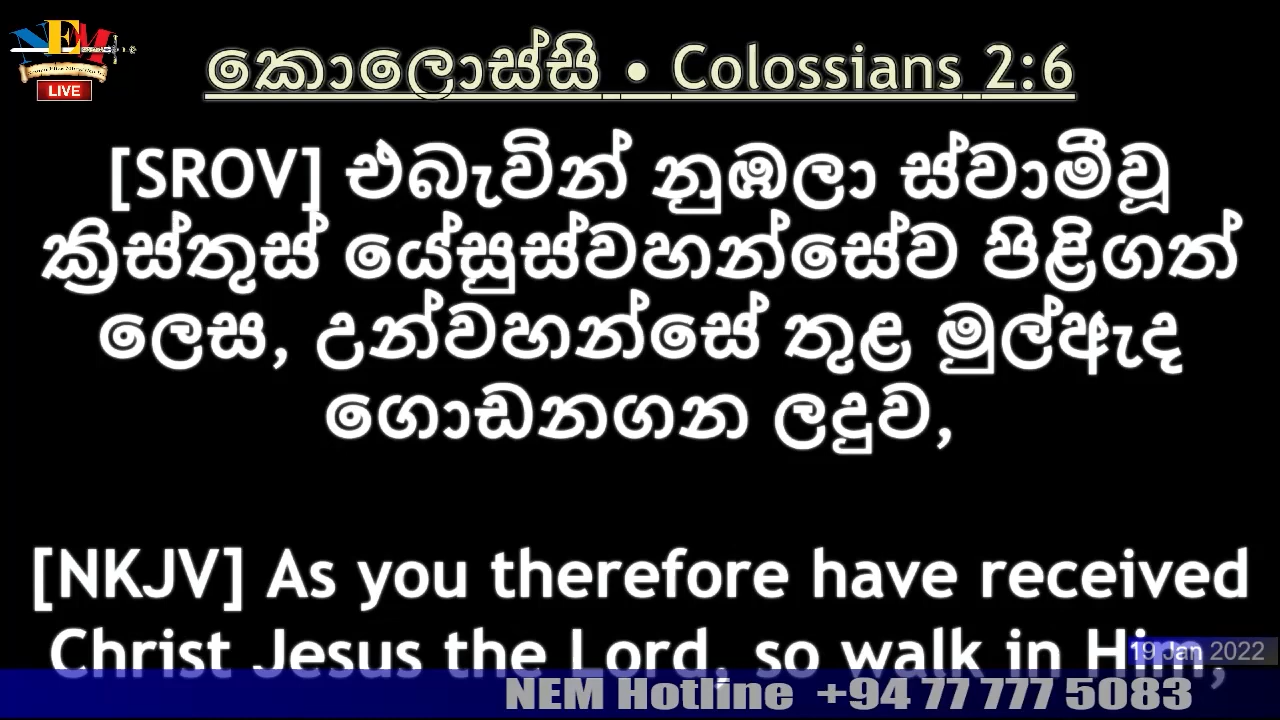 NEM
LIVE
කොලොස්සි • Colossians 2:6
[SROV] එබැවින් නුඹලා ස්වාමීවූ
ක්‍රිස්තුස් යේසුස්වහන්සේව පිළිගත්
ලෙස, උන්වහන්සේ තුළ මුල්ඇද
ගොඩනගන ලදුව,
[NKJV] As you therefore have received
Christ Jesus the Lord, so walk in Him,
19 Jan 2022
NEM Hotline +94 77 777 5083